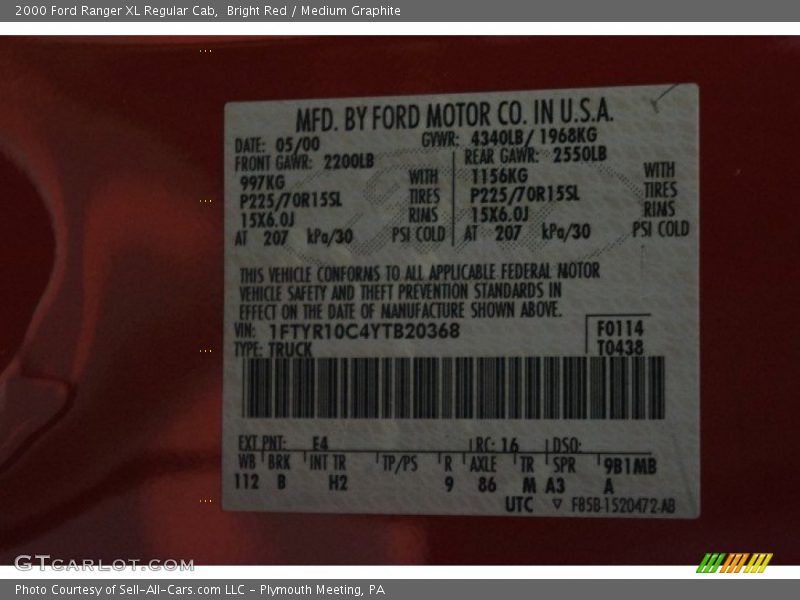 2000 Ford Ranger XL Regular Cab,  Bright Red / Medium Graphite
MFD. BY FORD MOTOR CO. IN U.S.A.
DATE: 05/00 GVWR: 4340LB/ 1968KG
FRONT GAWR: 2200LB REAR GAWR: 2550LB
997KG WITH 1156KG WITH
P225/70R15SL TIRES P225/70R15SL TIRES
15X6.0J RIMS 15X6.0J RIMS
AT 207 kPa/30 PSI COLD AT 207 kPa/30 PSI COLD
THIS VEHICLE CONFORMS TO ALL APPLICABLE FEDERAL MOTOR
VEHICLE SAFETY AND THEFT PREVENTION STANDARDS IN
EFFECT ON THE DATE OF MANUFACTURE SHOWN ABOVE.
VIN: 1FTYR10C4YTB20368 F0114
TYPE: TRUCK T0438
EXT PNT: E4 RC: 16 DSO:
WB BRK INT TR TP/PS R AXLE TR SPR 9B1MB
112 B H2 9 86 M A3 A
UTC ▽ F85B-1520472-AB
GTCARLOT.COM
Photo Courtesy of Sell-All-Cars.com LLC - Plymouth Meeting, PA